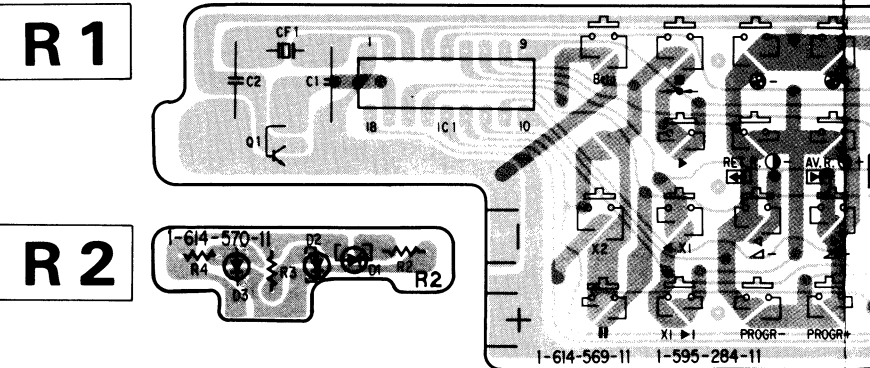 R 1
CF1
1 9
C2 C1
18 IC1 10
Q1
Beta
AV.R.
+
R 2
1-614-570-11
D2
R4 R3 D1 R2
D3
R2
X2 X1
-
+
II X1 ▶I PROGR- PROGR+
1-614-569-11 1-595-284-11